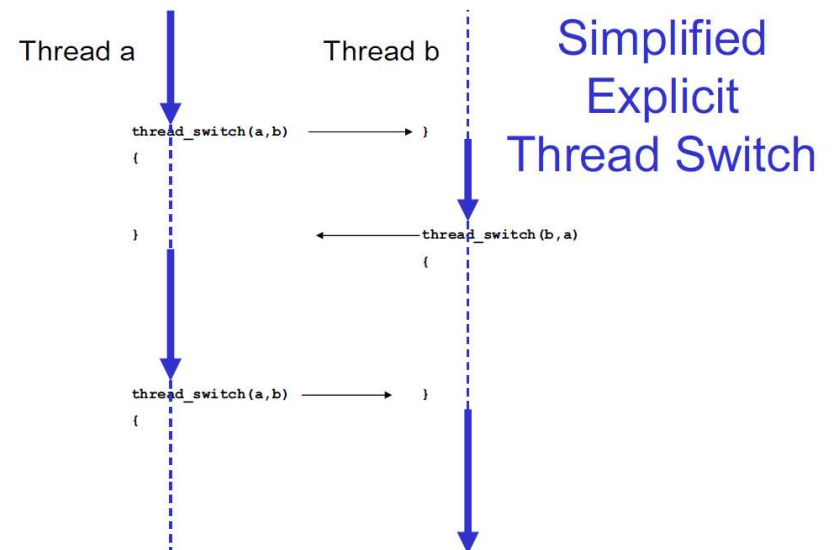 Simplified
Explicit
Thread Switch
Thread a
Thread b
thread_switch(a,b)
}
{
}
thread_switch(b,a)
{
thread_switch(a,b)
}
{